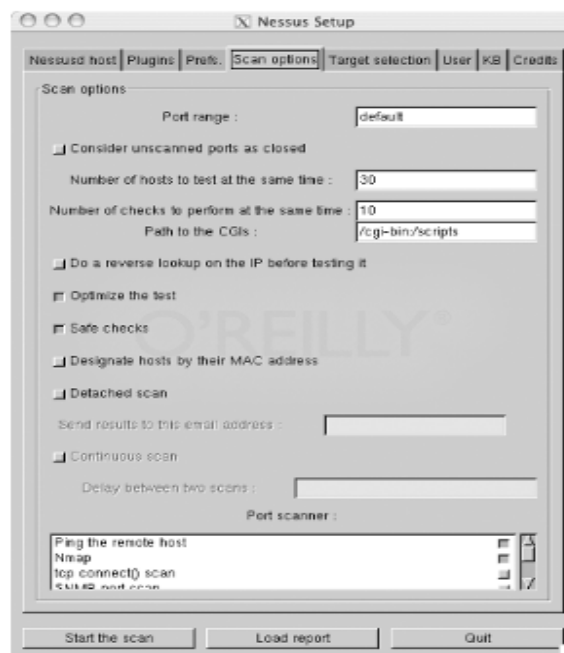 Nessus Setup
Nessusd host Plugins Prefs. Scan options Target selection User KB Credits
Scan options
Port range : default
Consider unscanned ports as closed
Number of hosts to test at the same time : 30
Number of checks to perform at the same time : 10
Path to the CGIs : /cgi-bin:/scripts
Do a reverse lookup on the IP before testing it
Optimize the test
Safe checks
O'REILLY®
Designate hosts by their MAC address
Detached scan
Send results to this email address :
Continuous scan
Delay between two scans :
Port scanner :
Ping the remote host
Nmap
tcp connect() scan
SNMP port scan
Start the scan Load report Quit